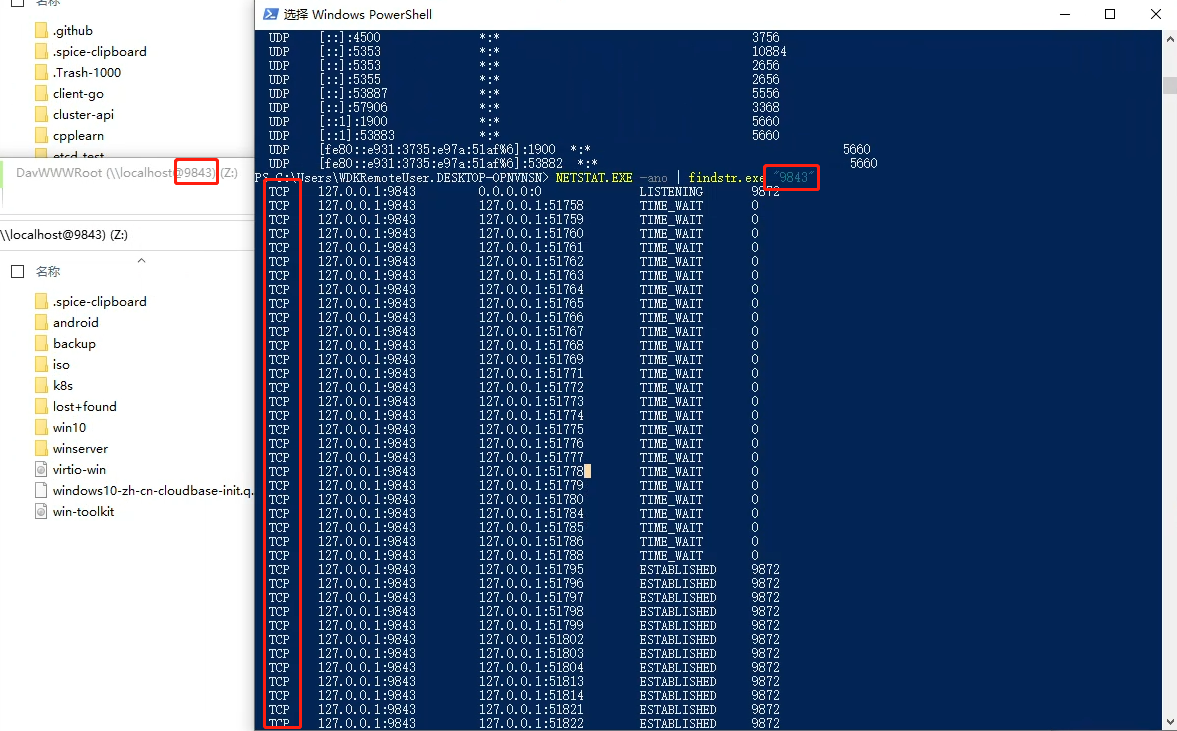 名称
.github
.spice-clipboard
.Trash-1000
client-go
cluster-api
cpplearn
etcd-test
DavWWWRoot (\\localhost@9843) (Z:)
\\localhost@9843) (Z:)
名称
.spice-clipboard
android
backup
iso
k8s
lost+found
win10
winserver
virtio-win
windows10-zh-cn-cloudbase-init.q.
win-toolkit
选择 Windows PowerShell
UDP [::]:4500 *:* 3756
UDP [::]:5353 *:* 10884
UDP [::]:5353 *:* 2656
UDP [::]:5355 *:* 2656
UDP [::]:53887 *:* 5556
UDP [::]:57906 *:* 3368
UDP [::1]:1900 *:* 5660
UDP [::1]:53883 *:* 5660
UDP [fe80::e931:3735:e97a:51af%6]:1900 *:* 5660
UDP [fe80::e931:3735:e97a:51af%6]:53882 *:* 5660
PS C:\Users\WDKRemoteUser.DESKTOP-OPNVNSN> NETSTAT.EXE -ano | findstr.exe "9843"
TCP 127.0.0.1:9843 0.0.0.0:0 LISTENING 9872
TCP 127.0.0.1:9843 127.0.0.1:51758 TIME_WAIT 0
TCP 127.0.0.1:9843 127.0.0.1:51759 TIME_WAIT 0
TCP 127.0.0.1:9843 127.0.0.1:51760 TIME_WAIT 0
TCP 127.0.0.1:9843 127.0.0.1:51761 TIME_WAIT 0
TCP 127.0.0.1:9843 127.0.0.1:51762 TIME_WAIT 0
TCP 127.0.0.1:9843 127.0.0.1:51763 TIME_WAIT 0
TCP 127.0.0.1:9843 127.0.0.1:51764 TIME_WAIT 0
TCP 127.0.0.1:9843 127.0.0.1:51765 TIME_WAIT 0
TCP 127.0.0.1:9843 127.0.0.1:51766 TIME_WAIT 0
TCP 127.0.0.1:9843 127.0.0.1:51767 TIME_WAIT 0
TCP 127.0.0.1:9843 127.0.0.1:51768 TIME_WAIT 0
TCP 127.0.0.1:9843 127.0.0.1:51769 TIME_WAIT 0
TCP 127.0.0.1:9843 127.0.0.1:51771 TIME_WAIT 0
TCP 127.0.0.1:9843 127.0.0.1:51772 TIME_WAIT 0
TCP 127.0.0.1:9843 127.0.0.1:51773 TIME_WAIT 0
TCP 127.0.0.1:9843 127.0.0.1:51774 TIME_WAIT 0
TCP 127.0.0.1:9843 127.0.0.1:51775 TIME_WAIT 0
TCP 127.0.0.1:9843 127.0.0.1:51776 TIME_WAIT 0
TCP 127.0.0.1:9843 127.0.0.1:51777 TIME_WAIT 0
TCP 127.0.0.1:9843 127.0.0.1:51778 TIME_WAIT 0
TCP 127.0.0.1:9843 127.0.0.1:51779 TIME_WAIT 0
TCP 127.0.0.1:9843 127.0.0.1:51780 TIME_WAIT 0
TCP 127.0.0.1:9843 127.0.0.1:51784 TIME_WAIT 0
TCP 127.0.0.1:9843 127.0.0.1:51785 TIME_WAIT 0
TCP 127.0.0.1:9843 127.0.0.1:51786 TIME_WAIT 0
TCP 127.0.0.1:9843 127.0.0.1:51788 TIME_WAIT 0
TCP 127.0.0.1:9843 127.0.0.1:51795 ESTABLISHED 9872
TCP 127.0.0.1:9843 127.0.0.1:51796 ESTABLISHED 9872
TCP 127.0.0.1:9843 127.0.0.1:51797 ESTABLISHED 9872
TCP 127.0.0.1:9843 127.0.0.1:51798 ESTABLISHED 9872
TCP 127.0.0.1:9843 127.0.0.1:51799 ESTABLISHED 9872
TCP 127.0.0.1:9843 127.0.0.1:51802 ESTABLISHED 9872
TCP 127.0.0.1:9843 127.0.0.1:51803 ESTABLISHED 9872
TCP 127.0.0.1:9843 127.0.0.1:51804 ESTABLISHED 9872
TCP 127.0.0.1:9843 127.0.0.1:51813 ESTABLISHED 9872
TCP 127.0.0.1:9843 127.0.0.1:51814 ESTABLISHED 9872
TCP 127.0.0.1:9843 127.0.0.1:51821 ESTABLISHED 9872
TCP 127.0.0.1:9843 127.0.0.1:51822 ESTABLISHED 9872